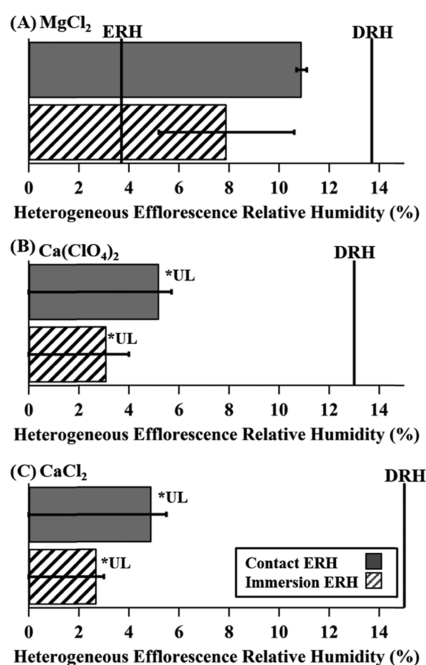 (A) MgCl2
ERH
DRH
0 2 4 6 8 10 12 14
Heterogeneous Efflorescence Relative Humidity (%)
(B) Ca(ClO4)2
DRH
*UL
*UL
0 2 4 6 8 10 12 14
Heterogeneous Efflorescence Relative Humidity (%)
(C) CaCl2
DRH
*UL
*UL
Contact ERH
Immersion ERH
0 2 4 6 8 10 12 14
Heterogeneous Efflorescence Relative Humidity (%)